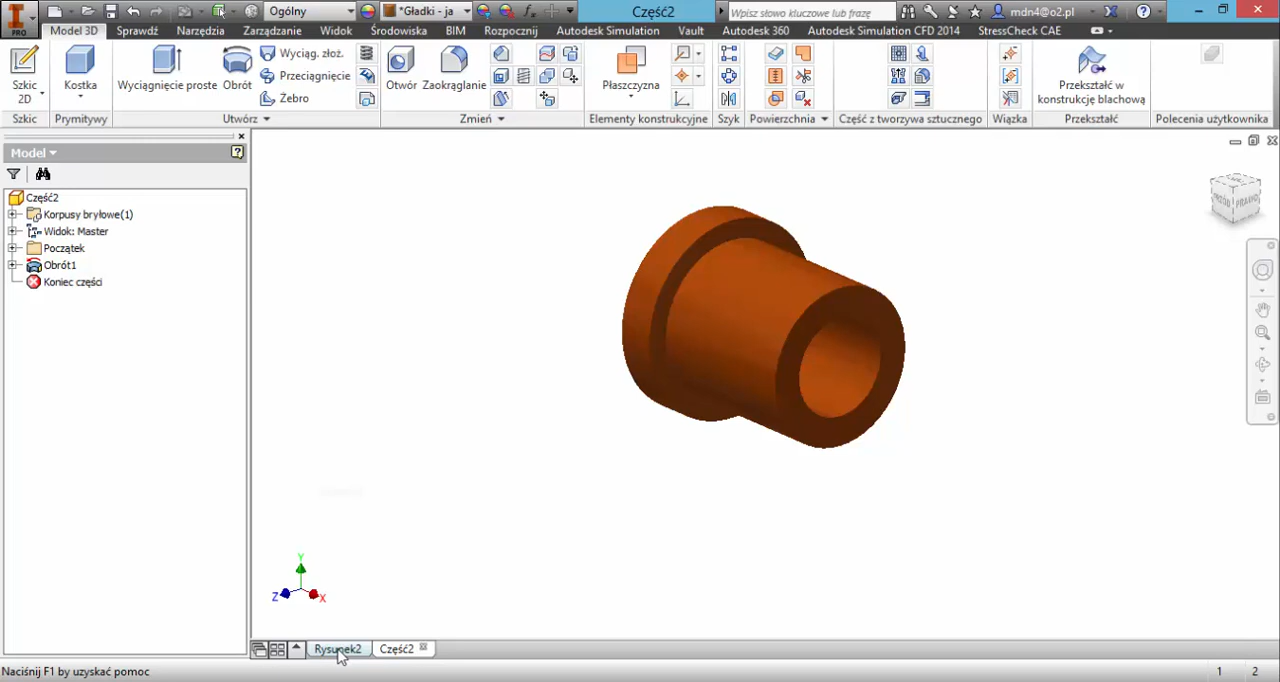 PRO
Ogólny
*Gładki - ja
Część2
Wpisz słowo kluczowe lub frazę
mdn4@o2.pl
Model 3D
Sprawdź
Narzędzia
Zarządzanie
Widok
Środowiska
BIM
Rozpocznij
Autodesk Simulation
Vault
Autodesk 360
Autodesk Simulation CFD 2014
StressCheck CAE
Szkic
2D
Kostka
Wyciągnięcie proste
Obrót
Wyciąg. złoż.
Przeciągnięcie
Żebro
Otwór
Zaokrąglanie
Płaszczyzna
Przekształć w
konstrukcję blachową
Szkic
Prymitywy
Utwórz
Zmień
Elementy konstrukcyjne
Szyk
Powierzchnia
Część z tworzywa sztucznego
Wiązka
Przekształć
Polecenia użytkownika
Model
Część2
Korpusy bryłowe(1)
Widok: Master
Początek
Obrót1
Koniec części
PRAWO
Y
Z
X
Rysunek2
Część2
Naciśnij F1 by uzyskać pomoc
1
2